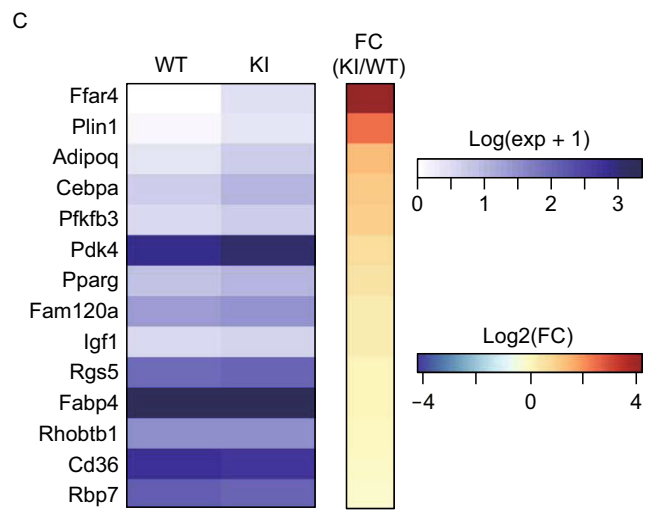 C
WT KI
FC
(KI/WT)
Ffar4
Plin1
Adipoq
Cebpa
Pfkfb3
Pdk4
Pparg
Fam120a
Igf1
Rgs5
Fabp4
Rhobtb1
Cd36
Rbp7
Log(exp + 1)
0 1 2 3
Log2(FC)
−4 0 4